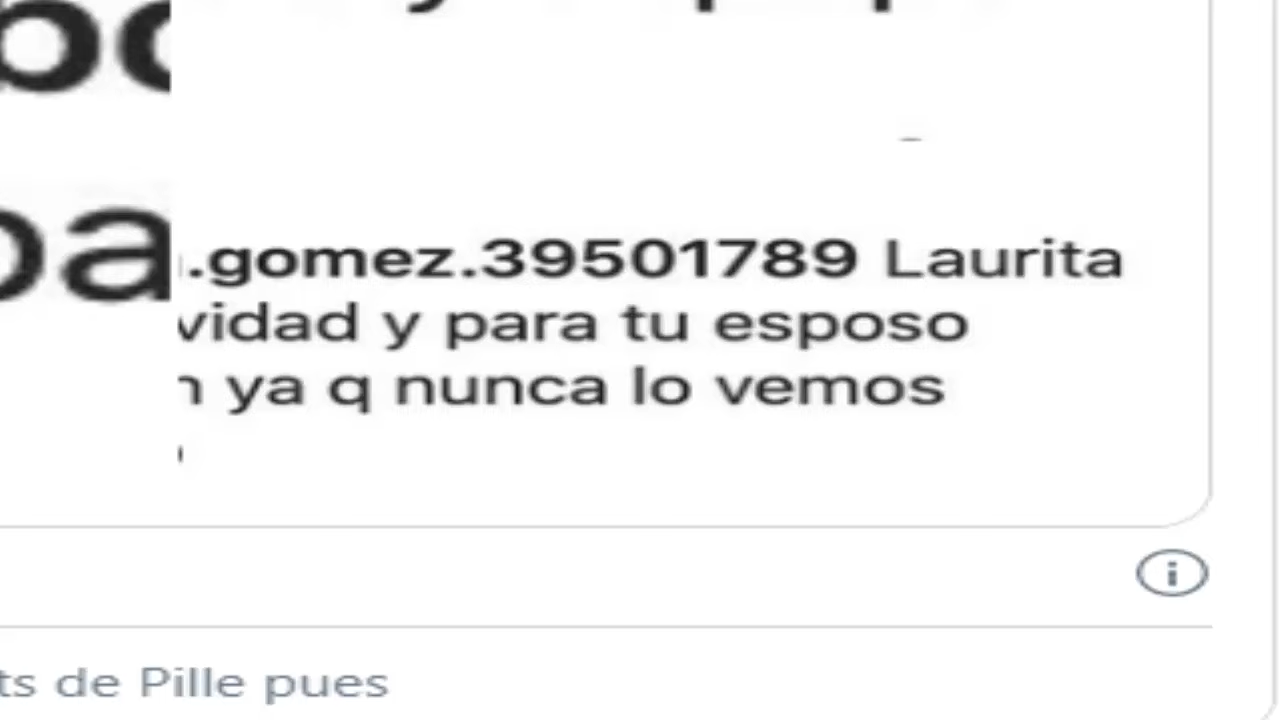 .gomez.39501789 Laurita
vidad y para tu esposo
ya q nunca lo vemos
ts de Pille pues